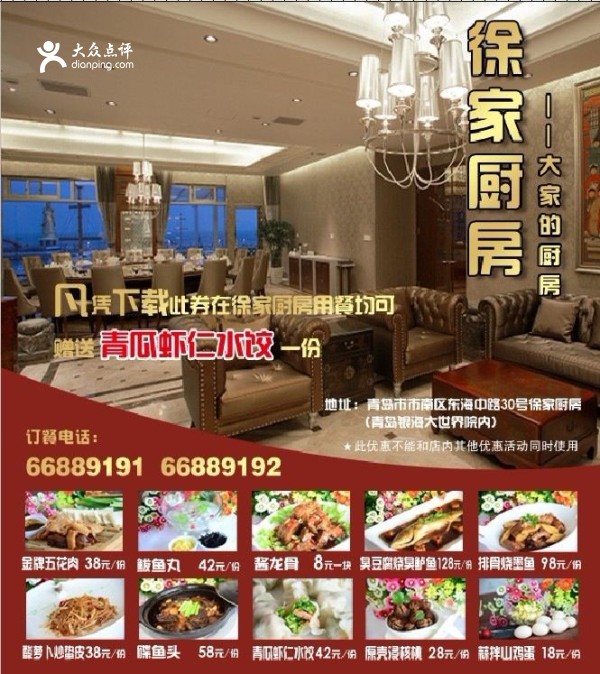 大众点评
dianping.com
徐家厨房
——大家的厨房
凡凭下载此券在徐家厨房用餐均可
赠送 青瓜虾仁水饺 一份
地址：青岛市市南区东海中路30号徐家厨房
（青岛银海大世界院内）
★此优惠不能和店内其他优惠活动同时使用
订餐电话：
66889191 66889192
金牌五花肉 38元/份
鲅鱼丸 42元/份
酱龙骨 8元一块
臭豆腐烧臭鲈鱼128元/份
排骨烧墨鱼 98元/份
酸萝卜炒蛰皮38元/份
鲽鱼头 58元/份
青瓜虾仁水饺42元/份
原壳浸核桃 28元/份
蒜拌山鸡蛋 18元/份